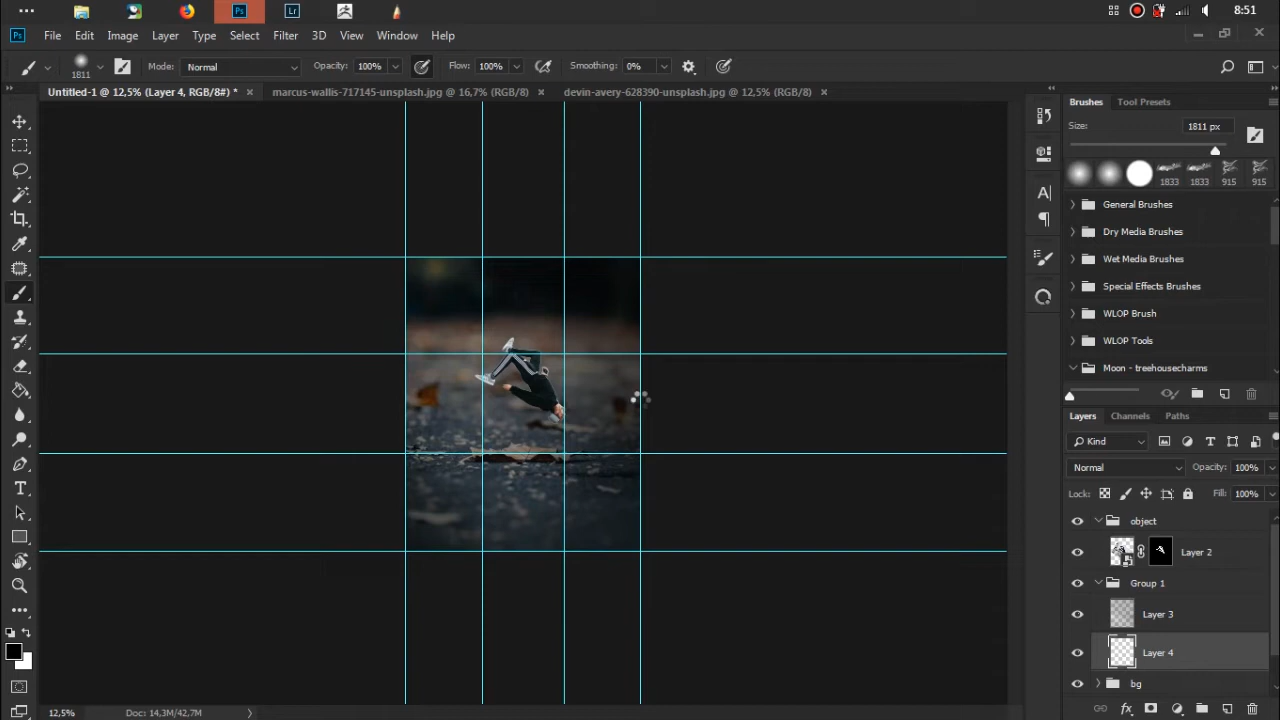 Ps
Lr
8:51
Ps File Edit Image Layer Type Select Filter 3D View Window Help
1811 Mode: Normal Opacity: 100% Flow: 100% Smoothing: 0%
Untitled-1 @ 12,5% (Layer 4, RGB/8#) * marcus-wallis-717145-unsplash.jpg @ 16,7% (RGB/8) devin-avery-628390-unsplash.jpg @ 12,5% (RGB/8)
Brushes Tool Presets
Size: 1811 px
1833 1833 915 915
General Brushes
Dry Media Brushes
Wet Media Brushes
Special Effects Brushes
WLOP Brush
WLOP Tools
Moon - treehousecharms
Layers Channels Paths
Kind
Normal Opacity: 100%
Lock: Fill: 100%
object
Layer 2
Group 1
Layer 3
Layer 4
bg
12,5% Doc: 14,3M/42,7M